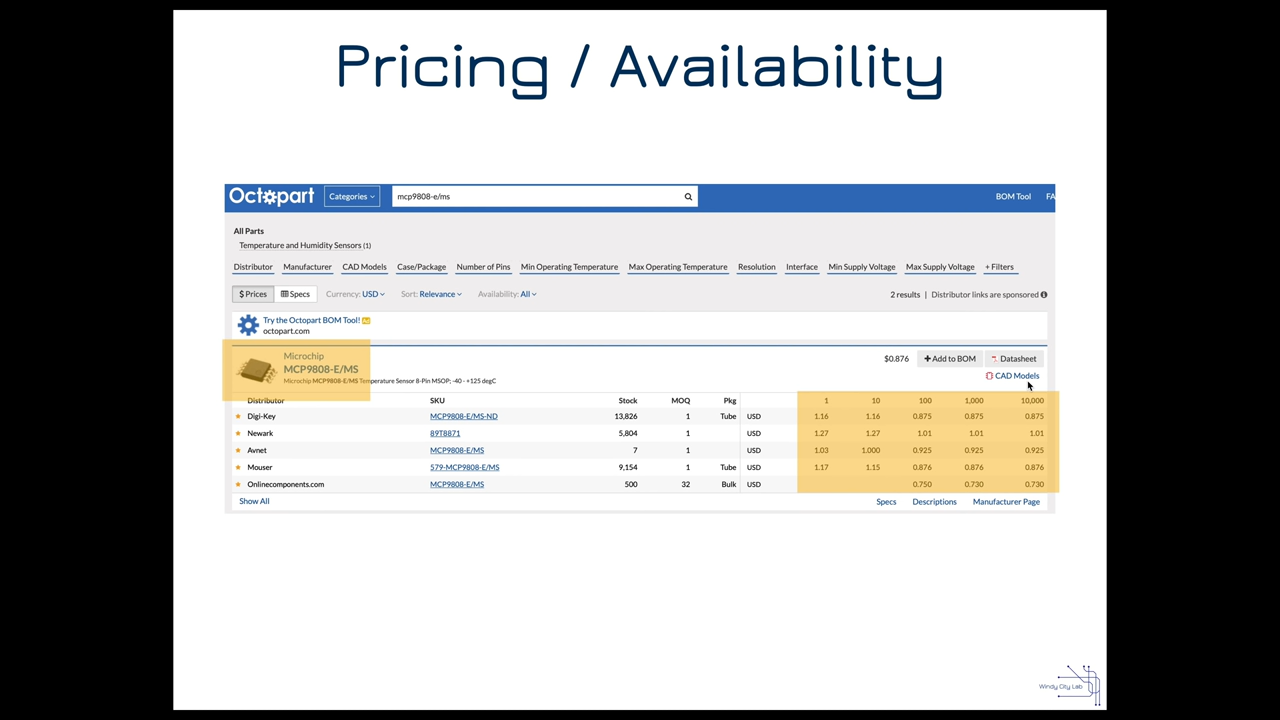 Pricing / Availability
Octopart Categories mcp9808-e/ms BOM Tool FA
All Parts
Temperature and Humidity Sensors (1)
Distributor Manufacturer CAD Models Case/Package Number of Pins Min Operating Temperature Max Operating Temperature Resolution Interface Min Supply Voltage Max Supply Voltage + Filters
$ Prices Specs Currency: USD Sort: Relevance Availability: All 2 results | Distributor links are sponsored
Try the Octopart BOM Tool! Ad
octopart.com
Microchip
MCP9808-E/MS $0.876 + Add to BOM Datasheet
Microchip MCP9808-E/MS Temperature Sensor 8-Pin MSOP; -40 - +125 degC CAD Models
Distributor SKU Stock MOQ Pkg 1 10 100 1,000 10,000
Digi-Key MCP9808-E/MS-ND 13,826 1 Tube USD 1.16 1.16 0.875 0.875 0.875
Newark 89T8871 5,804 1 USD 1.27 1.27 1.01 1.01 1.01
Avnet MCP9808-E/MS 7 1 USD 1.03 1.000 0.925 0.925 0.925
Mouser 579-MCP9808-E/MS 9,154 1 Tube USD 1.17 1.15 0.876 0.876 0.876
Onlinecomponents.com MCP9808-E/MS 500 32 Bulk USD 0.750 0.730 0.730
Show All Specs Descriptions Manufacturer Page
Windy City Lab